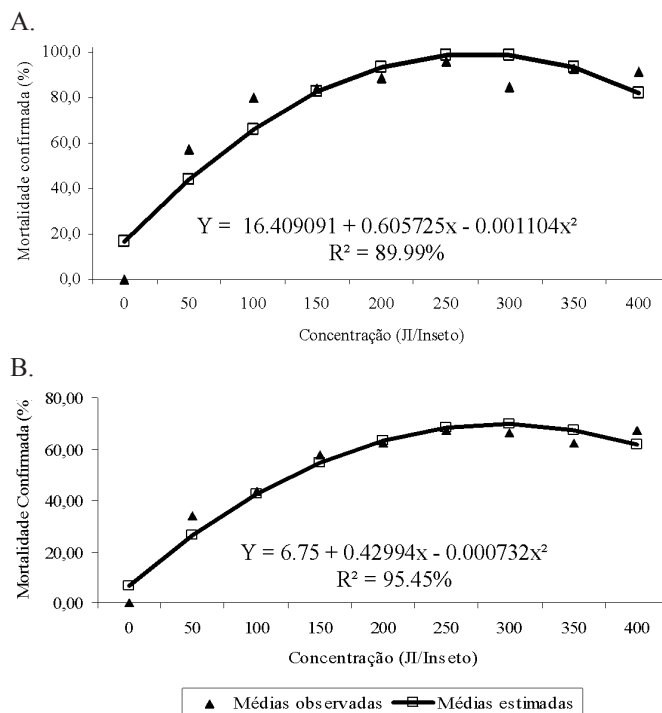 A.
Mortalidade confirmada (%)
100,0
80,0
60,0
40,0
20,0
0,0
Y = 16.409091 + 0.605725x - 0.001104x²
R² = 89.99%
0 50 100 150 200 250 300 350 400
Concentração (JI/Inseto)
B.
Mortalidade Confirmada (%
80,00
60,00
40,00
20,00
0,00
Y = 6.75 + 0.42994x - 0.000732x²
R² = 95.45%
0 50 100 150 200 250 300 350 400
Concentração (JI/Inseto)
Médias observadas Médias estimadas